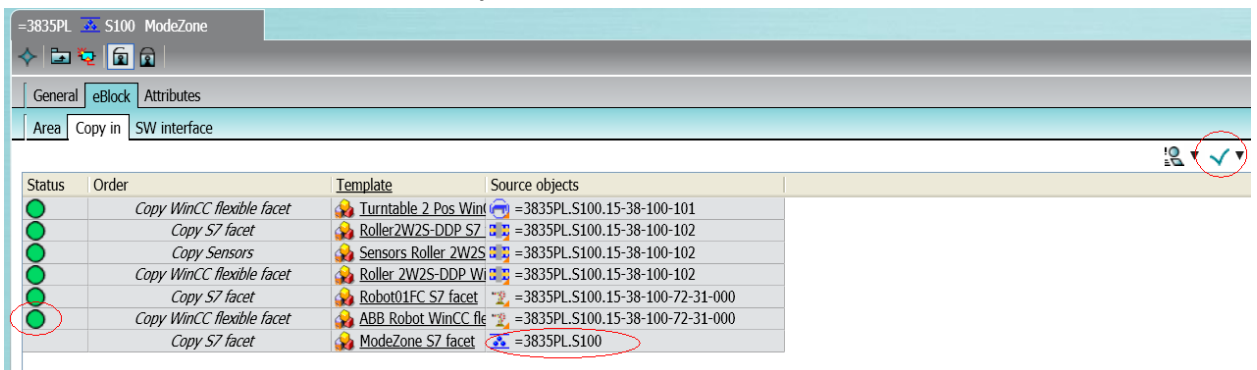 =3835PL S100 ModeZone
General eBlock Attributes
Area Copy in SW interface
Status Order Template Source objects
Copy WinCC flexible facet Turntable 2 Pos Win =3835PL.S100.15-38-100-101
Copy S7 facet Roller2W2S-DDP S7 =3835PL.S100.15-38-100-102
Copy Sensors Sensors Roller 2W2S =3835PL.S100.15-38-100-102
Copy WinCC flexible facet Roller 2W2S-DDP Wi =3835PL.S100.15-38-100-102
Copy S7 facet Robot01FC S7 facet =3835PL.S100.15-38-100-72-31-000
Copy WinCC flexible facet ABB Robot WinCC fle =3835PL.S100.15-38-100-72-31-000
Copy S7 facet ModeZone S7 facet =3835PL.S100